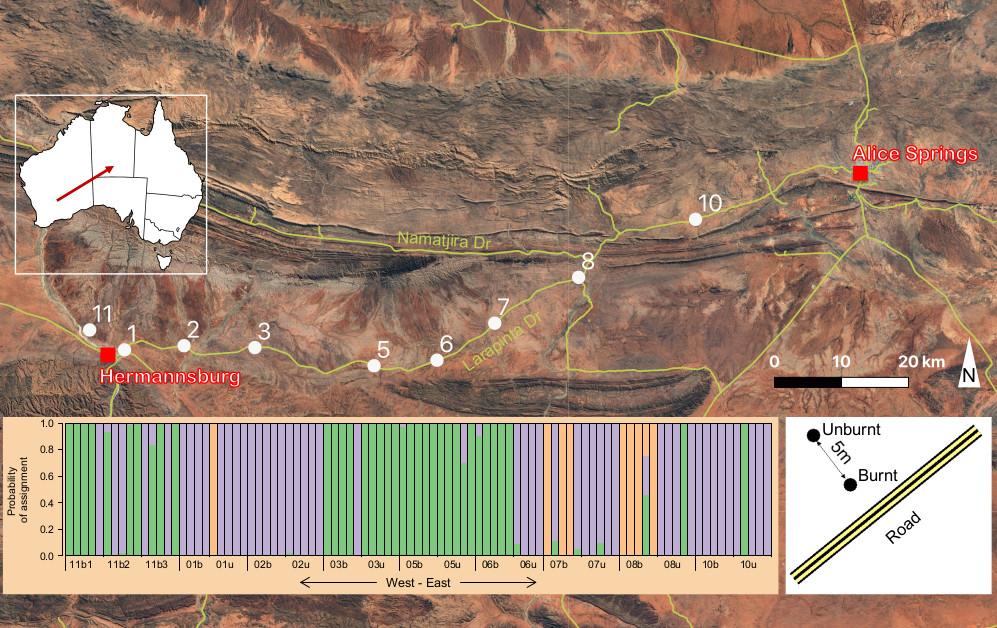 Alice Springs
10
Namatjira Dr
8
7
11
1
2
3
5
6
Larapinta Dr
Hermannsburg
0 10 20 km
N
Probability
of assignment
1.0
0.8
0.6
0.4
0.2
0.0
11b1 11b2 11b3 01b 01u 02b 02u 03b 03u 05b 05u 06b 06u 07b 07u 08b 08u 10b 10u
West - East
Unburnt
5m
Burnt
Road